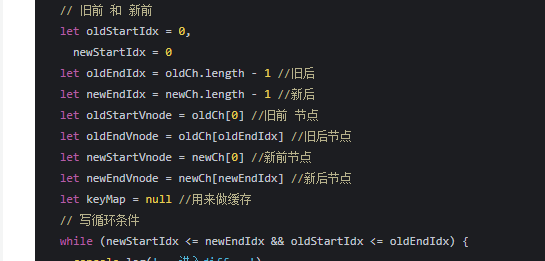 // 旧前 和 新前
let oldStartIdx = 0,
newStartIdx = 0
let oldEndIdx = oldCh.length - 1 //旧后
let newEndIdx = newCh.length - 1 //新后
let oldStartVnode = oldCh[0] //旧前 节点
let oldEndVnode = oldCh[oldEndIdx] //旧后节点
let newStartVnode = newCh[0] //新前节点
let newEndVnode = newCh[newEndIdx] //新后节点
let keyMap = null //用来做缓存
// 写循环条件
while (newStartIdx <= newEndIdx && oldStartIdx <= oldEndIdx) {